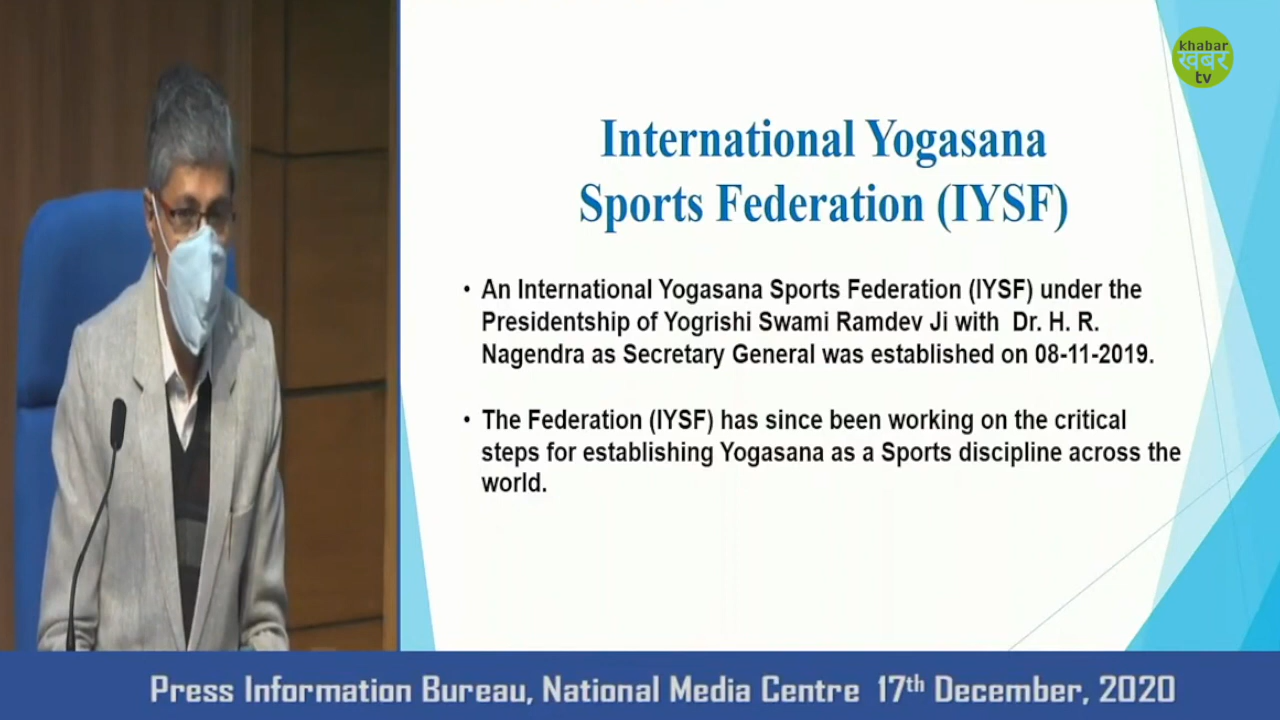 khabar
खबर
tv
International Yogasana
Sports Federation (IYSF)
• An International Yogasana Sports Federation (IYSF) under the
Presidentship of Yogrishi Swami Ramdev Ji with Dr. H. R.
Nagendra as Secretary General was established on 08-11-2019.
• The Federation (IYSF) has since been working on the critical
steps for establishing Yogasana as a Sports discipline across the
world.
Press Information Bureau, National Media Centre 17th December, 2020